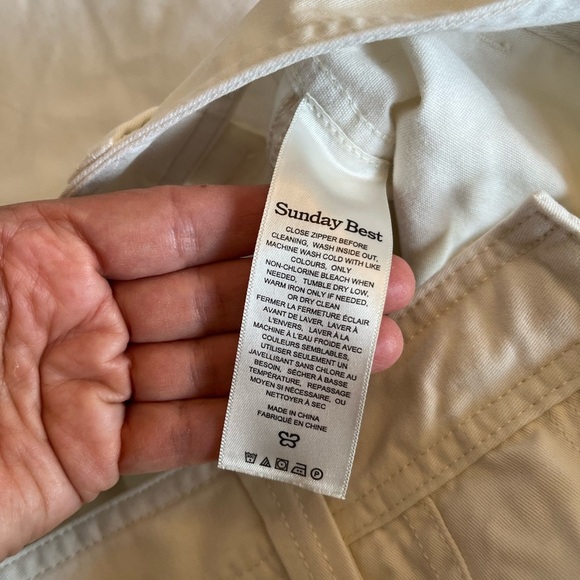 Sunday Best
CLOSE ZIPPER BEFORE
CLEANING, WASH INSIDE OUT,
MACHINE WASH COLD WITH LIKE
COLOURS, ONLY
NON-CHLORINE BLEACH WHEN
NEEDED, TUMBLE DRY LOW,
WARM IRON ONLY IF NEEDED,
OR DRY CLEAN
FERMER LA FERMETURE ÉCLAIR
AVANT DE LAVER, LAVER À
L'ENVERS, LAVER À LA
MACHINE À L'EAU FROIDE AVEC
COULEURS SEMBLABLES,
UTILISER SEULEMENT UN
JAVELLISANT SANS CHLORE AU
BESOIN, SÉCHER À BASSE
TEMPÉRATURE, REPASSAGE
MOYEN SI NÉCESSAIRE, OU
NETTOYER À SEC
MADE IN CHINA
FABRIQUÉ EN CHINE